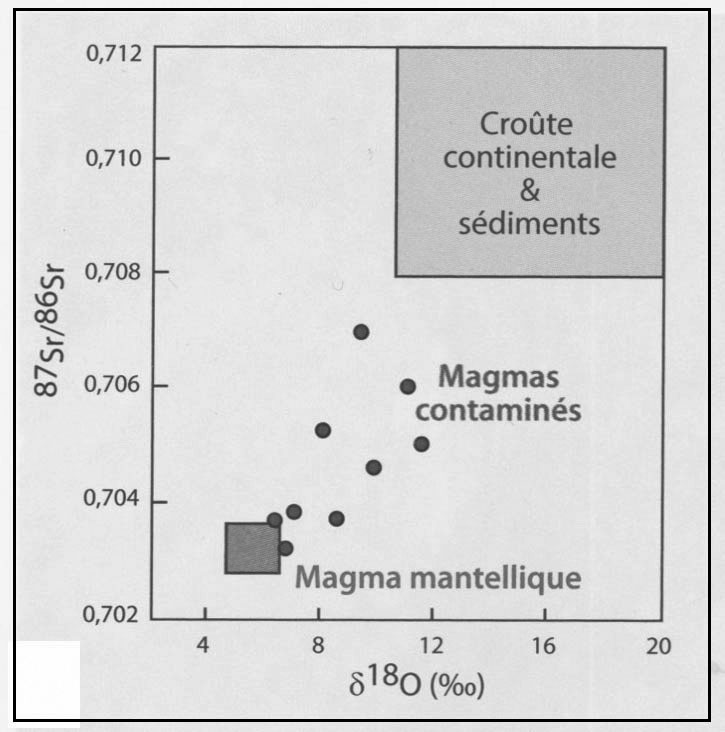 0,712
0,710
0,708
0,706
0,704
0,702
87Sr/86Sr
Croûte
continentale
&
sédiments
Magmas
contaminés
Magma mantellique
4 8 12 16 20
δ18O (‰)